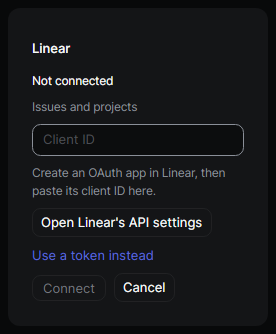 Linear
Not connected
Issues and projects
Client ID
Create an OAuth app in Linear, then
paste its client ID here.
Open Linear's API settings
Use a token instead
Connect Cancel